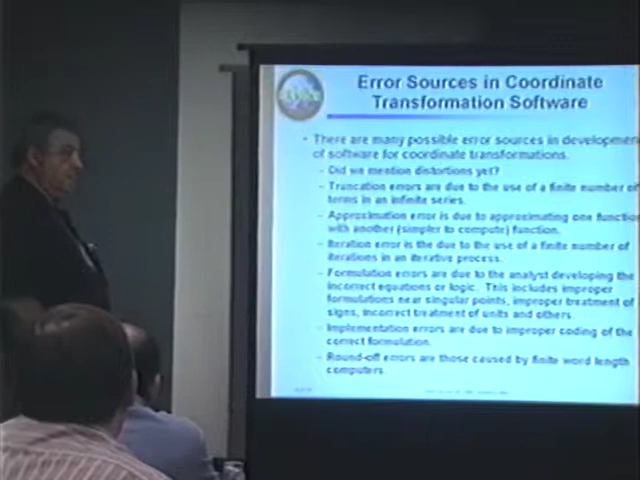 Error Sources in Coordinate
Transformation Software
• There are many possible error sources in developmen
of software for coordinate transformations.
– Did we mention distortions yet?
– Truncation errors are due to the use of a finite number of
terms in an infinite series.
– Approximation error is due to approximating one functio
with another (simpler to compute) function.
– Iteration error is the due to the use of a finite number of
iterations in an iterative process.
– Formulation errors are due to the analyst developing the
incorrect equations or logic. This includes improper
formulations near singular points, improper treatment of
signs, incorrect treatment of units and others.
– Implementation errors are due to improper coding of the
correct formulation.
– Round-off errors are those caused by finite word length
computers.